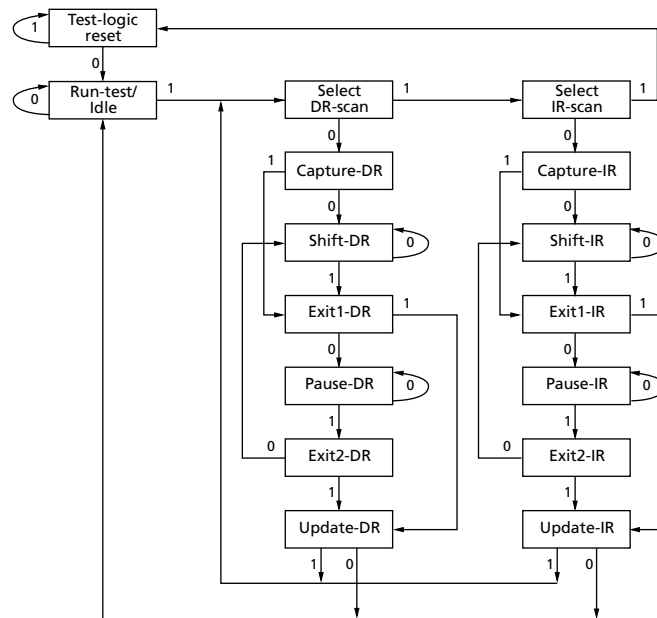 Test-logic
reset
1
0
Run-test/
Idle
0
1
Select
DR-scan
1
Select
IR-scan
1
0
0
1
Capture-DR
1
Capture-IR
0
0
Shift-DR
0
Shift-IR
0
1
1
Exit1-DR
1
Exit1-IR
1
0
0
Pause-DR
0
Pause-IR
0
1
1
0
Exit2-DR
0
Exit2-IR
1
1
Update-DR
Update-IR
1
0
1
0